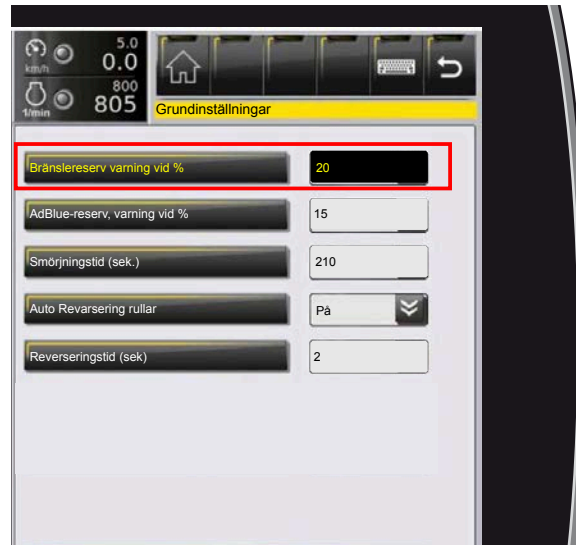 5.0
km/h 0.0
800
1/min 805
Grundinställningar
Bränslereserv varning vid % 20
AdBlue-reserv, varning vid % 15
Smörjningstid (sek.) 210
Auto Revarsering rullar På
Reverseringstid (sek) 2